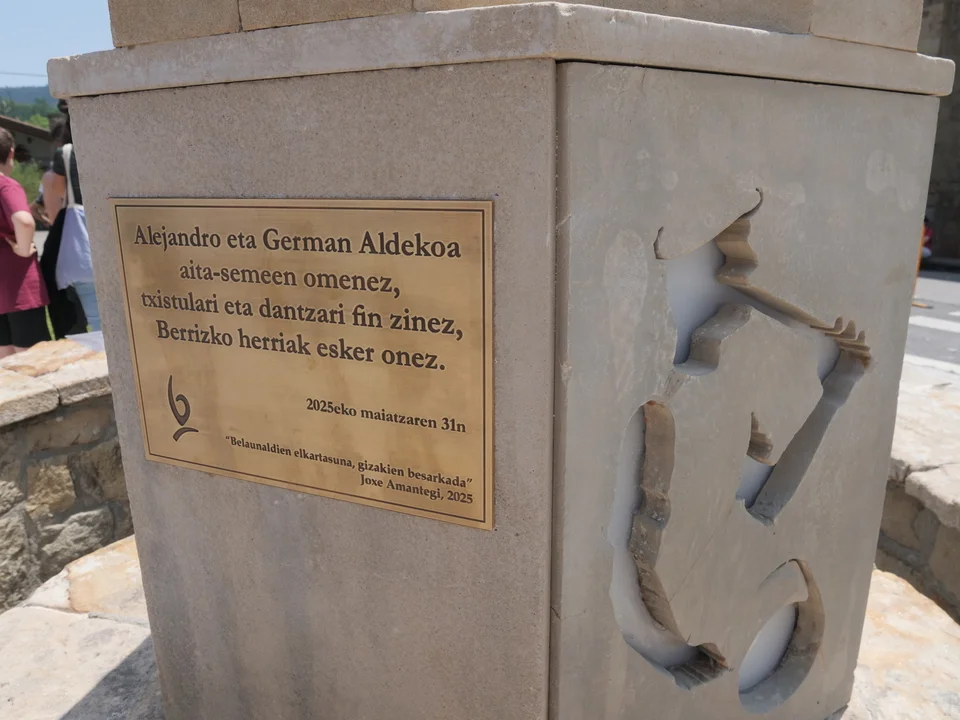 Alejandro eta German Aldekoa
aita-semeen omenez,
txistulari eta dantzari fin zinez,
Berrizko herriak esker onez.
2025eko maiatzaren 31n
"Belaunaldien elkartasuna, gizakien besarkada"
Joxe Amantegi, 2025